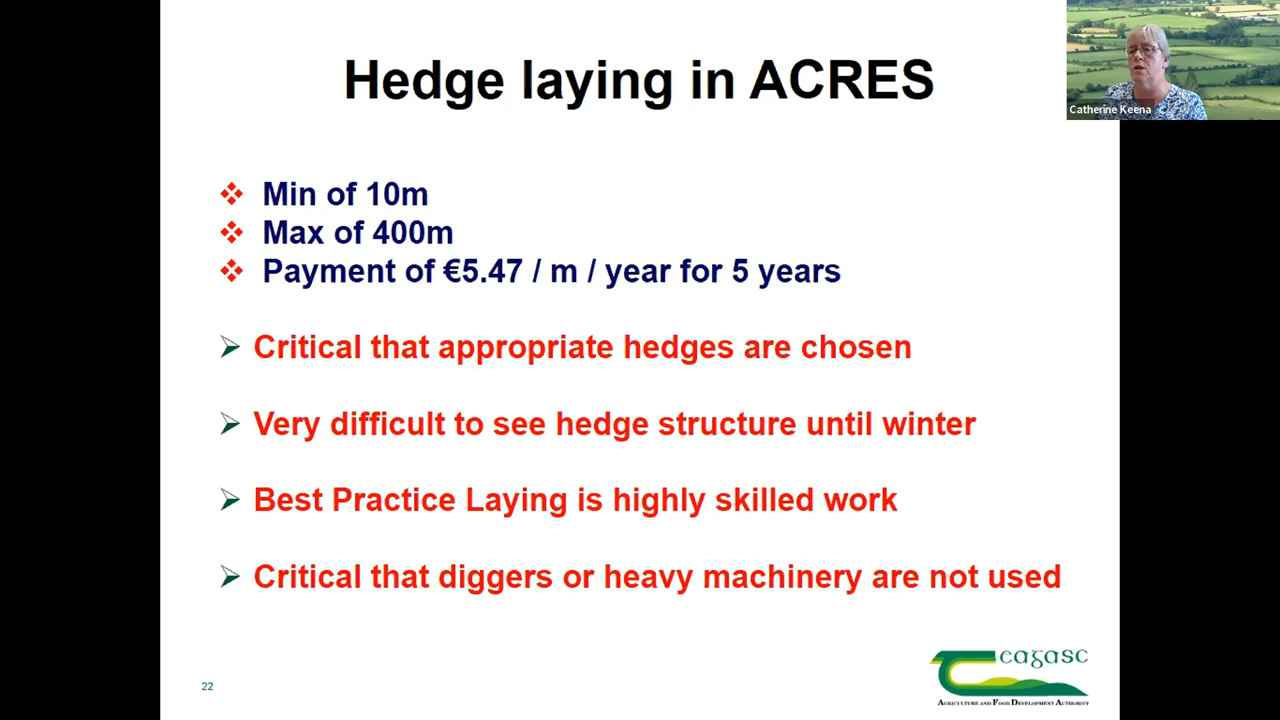 Hedge laying in ACRES
Catherine Keena
Min of 10m
Max of 400m
Payment of €5.47 / m / year for 5 years
Critical that appropriate hedges are chosen
Very difficult to see hedge structure until winter
Best Practice Laying is highly skilled work
Critical that diggers or heavy machinery are not used
22
Teagasc
AGRICULTURE AND FOOD DEVELOPMENT AUTHORITY